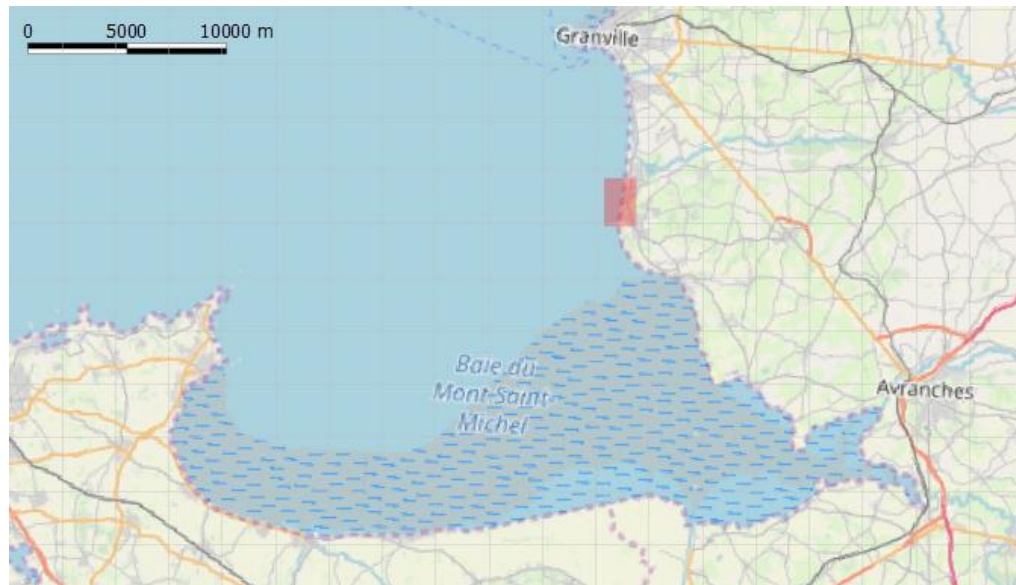 0 5000 10000 m
Granville
Baie du
Mont-Saint-
Michel
Avranches